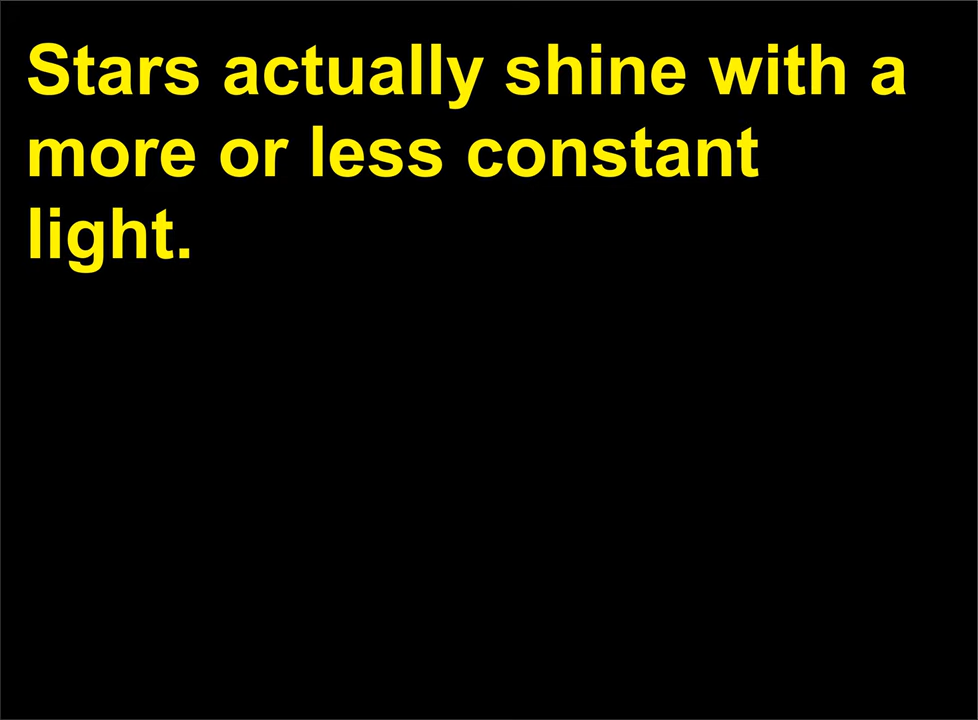 Stars actually shine with a
more or less constant
light.